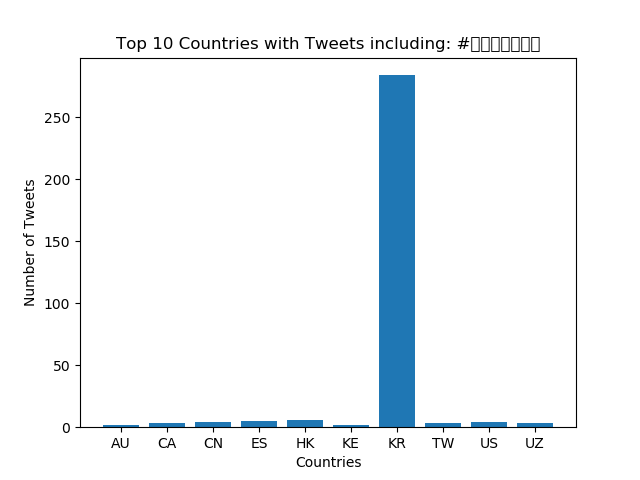 Top 10 Countries with Tweets including: #
Number of Tweets
250
200
150
100
50
0
AU CA CN ES HK KE KR TW US UZ
Countries